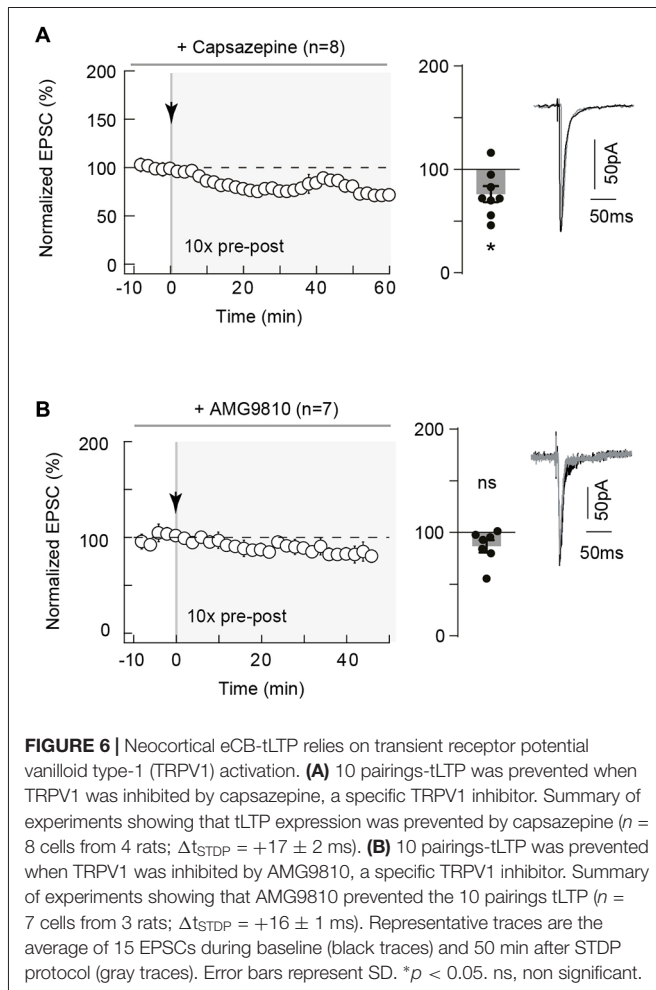 A
+ Capsazepine (n=8)
Normalized EPSC (%)
200
150
100
50
0
10x pre-post
-10 0 20 40 60
Time (min)
200
100
0
*
50pA
50ms
B
+ AMG9810 (n=7)
Normalized EPSC (%)
200
100
0
10x pre-post
-10 0 20 40
Time (min)
200
100
0
ns
50pA
50ms
FIGURE 6 | Neocortical eCB-tLTP relies on transient receptor potential
vanilloid type-1 (TRPV1) activation. (A) 10 pairings-tLTP was prevented when
TRPV1 was inhibited by capsazepine, a specific TRPV1 inhibitor. Summary of
experiments showing that tLTP expression was prevented by capsazepine (n =
8 cells from 4 rats; ΔtSTDP = +17 ± 2 ms). (B) 10 pairings-tLTP was prevented
when TRPV1 was inhibited by AMG9810, a specific TRPV1 inhibitor. Summary
of experiments showing that AMG9810 prevented the 10 pairings tLTP (n =
7 cells from 3 rats; ΔtSTDP = +16 ± 1 ms). Representative traces are the
average of 15 EPSCs during baseline (black traces) and 50 min after STDP
protocol (gray traces). Error bars represent SD. *p < 0.05. ns, non significant.